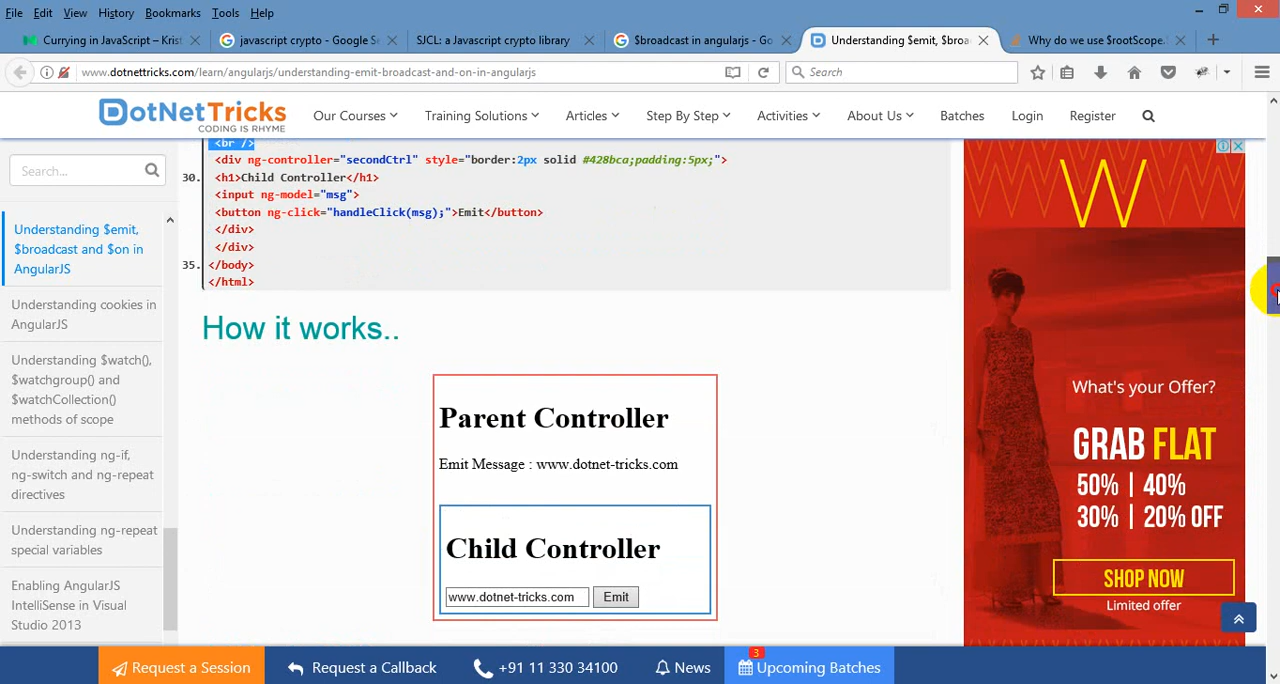 File Edit View History Bookmarks Tools Help
Currying in JavaScript – Krist
javascript crypto - Google Se
SJCL: a Javascript crypto library
$broadcast in angularjs - Go
Understanding $emit, $broa
Why do we use $rootScope.
www.dotnettricks.com/learn/angularjs/understanding-emit-broadcast-and-on-in-angularjs
Search
DotNetTricks
CODING IS RHYME
Our Courses Training Solutions Articles Step By Step Activities About Us Batches Login Register
Search...
Understanding $emit,
$broadcast and $on in
AngularJS
Understanding cookies in
AngularJS
Understanding $watch(),
$watchgroup() and
$watchCollection()
methods of scope
Understanding ng-if,
ng-switch and ng-repeat
directives
Understanding ng-repeat
special variables
Enabling AngularJS
IntelliSense in Visual
Studio 2013
<br />
<div ng-controller="secondCtrl" style="border:2px solid #428bca;padding:5px;">
30. <h1>Child Controller</h1>
<input ng-model="msg">
<button ng-click="handleClick(msg);">Emit</button>
</div>
</div>
35. </body>
</html>
How it works..
Parent Controller
Emit Message : www.dotnet-tricks.com
Child Controller
www.dotnet-tricks.com Emit
W
What's your Offer?
GRAB FLAT
50% | 40%
30% | 20% OFF
SHOP NOW
Limited offer
Request a Session Request a Callback +91 11 330 34100 News 3 Upcoming Batches